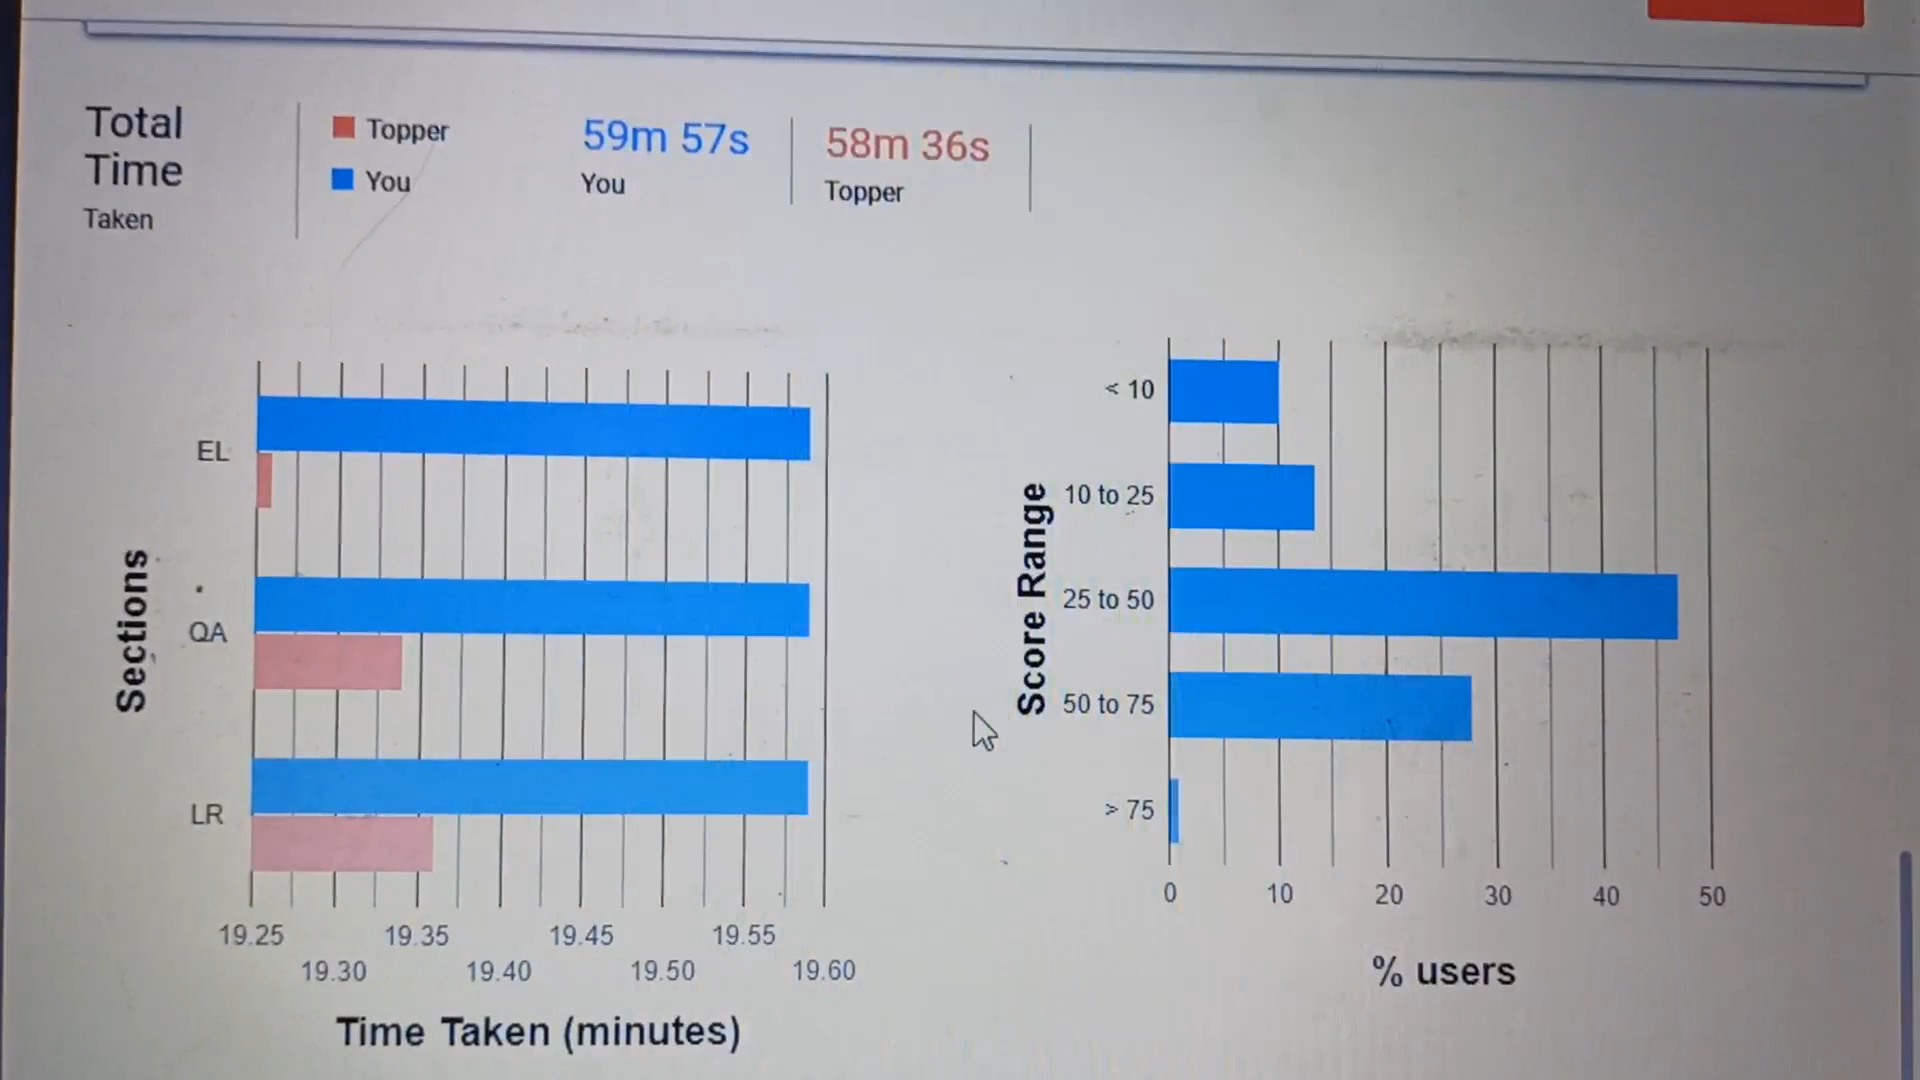 Total
Time
Taken
Topper
You
59m 57s
You
58m 36s
Topper
Sections
EL
QA
LR
19.25
19.30
19.35
19.40
19.45
19.50
19.55
19.60
Time Taken (minutes)
Score Range
< 10
10 to 25
25 to 50
50 to 75
> 75
0
10
20
30
40
50
% users